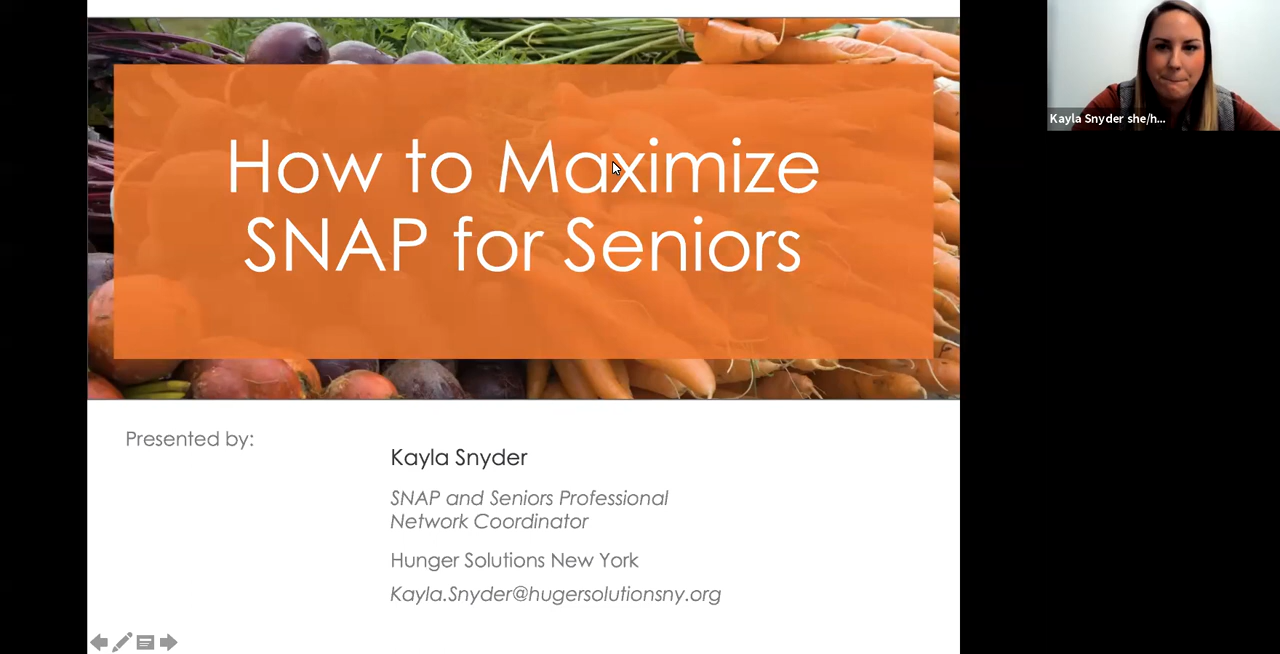 How to Maximize
SNAP for Seniors
Presented by:
Kayla Snyder
SNAP and Seniors Professional
Network Coordinator
Hunger Solutions New York
Kayla.Snyder@hugersolutionsny.org
Kayla Snyder she/h...